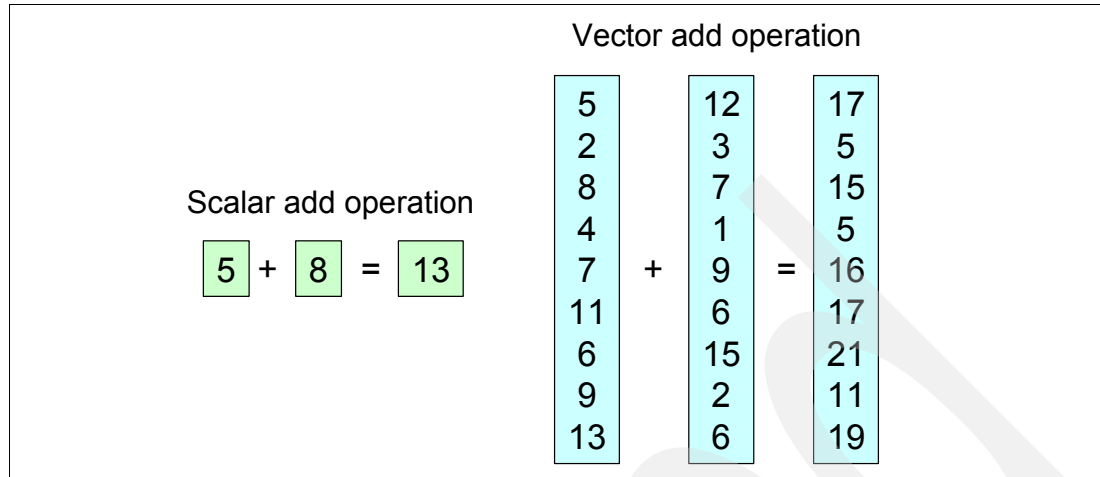 Vector add operation
5 12 17
2 3 5
8 7 15
Scalar add operation
4 1 5
5 + 8 = 13
7 + 9 = 16
11 6 17
6 15 21
9 2 11
13 6 19